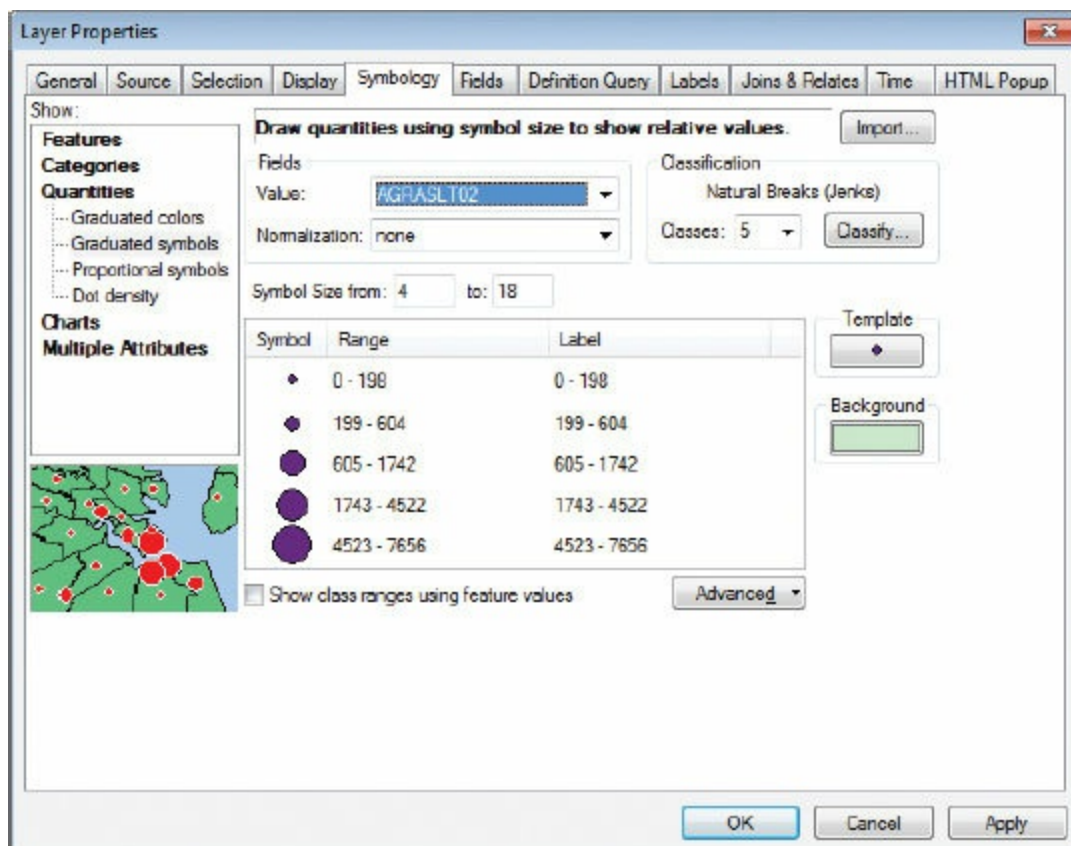 Layer Properties
General Source Selection Display Symbology Fields Definition Query Labels Joins & Relates Time HTML Popup
Show:
Features
Categories
Quantities
Graduated colors
Graduated symbols
Proportional symbols
Dot density
Charts
Multiple Attributes
Draw quantities using symbol size to show relative values.
Import...
Fields
Value: AGRASLT02
Normalization: none
Classification
Natural Breaks (Jenks)
Classes: 5 Classify...
Symbol Size from: 4 to: 18
Symbol Range Label
0 - 198 0 - 198
199 - 604 199 - 604
605 - 1742 605 - 1742
1743 - 4522 1743 - 4522
4523 - 7656 4523 - 7656
Template
Background
Show class ranges using feature values
Advanced
OK Cancel Apply